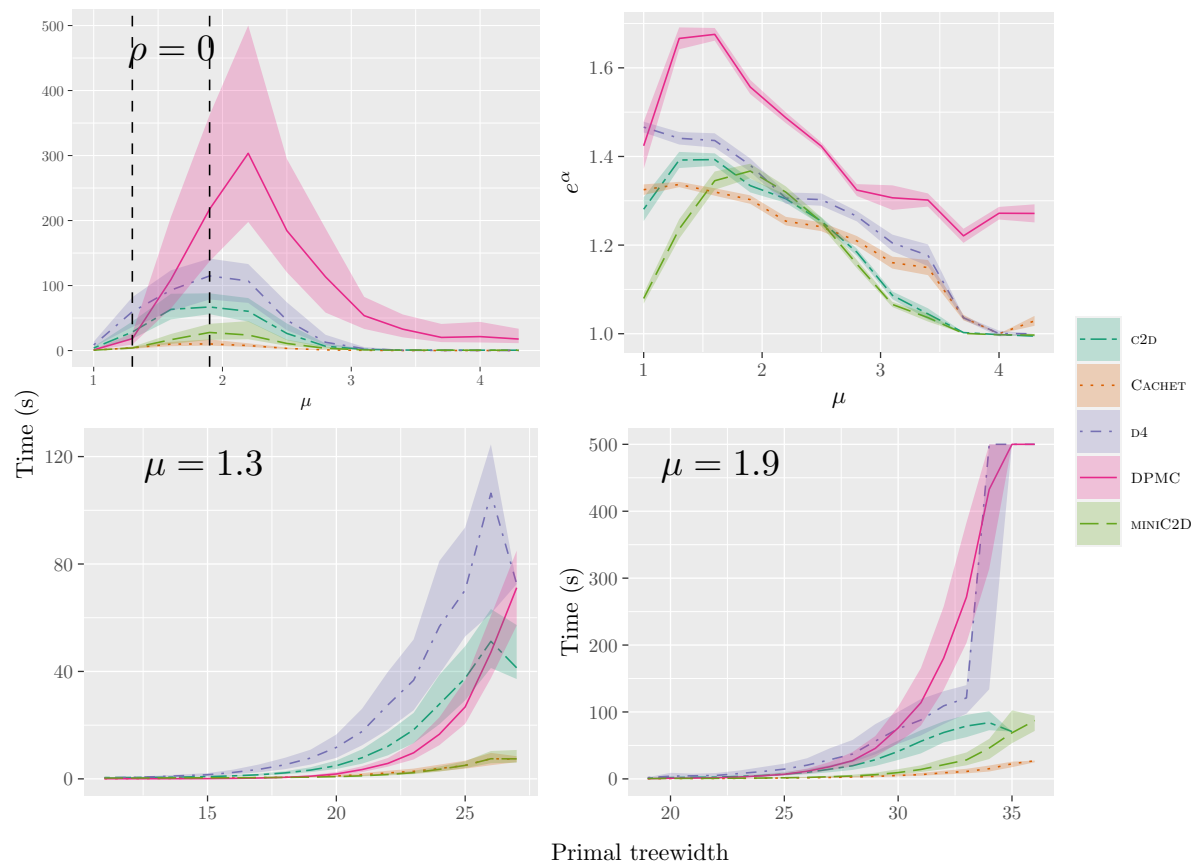 500
400
300
200
100
0
ρ = 0
1
2
3
4
μ
1.6
1.4
1.2
1.0
e^α
1
2
3
4
μ
Time (s)
120
80
40
0
μ = 1.3
15
20
25
Time (s)
500
400
300
200
100
0
μ = 1.9
20
25
30
35
Primal treewidth
C2D
CACHET
D4
DPMC
MINIC2D